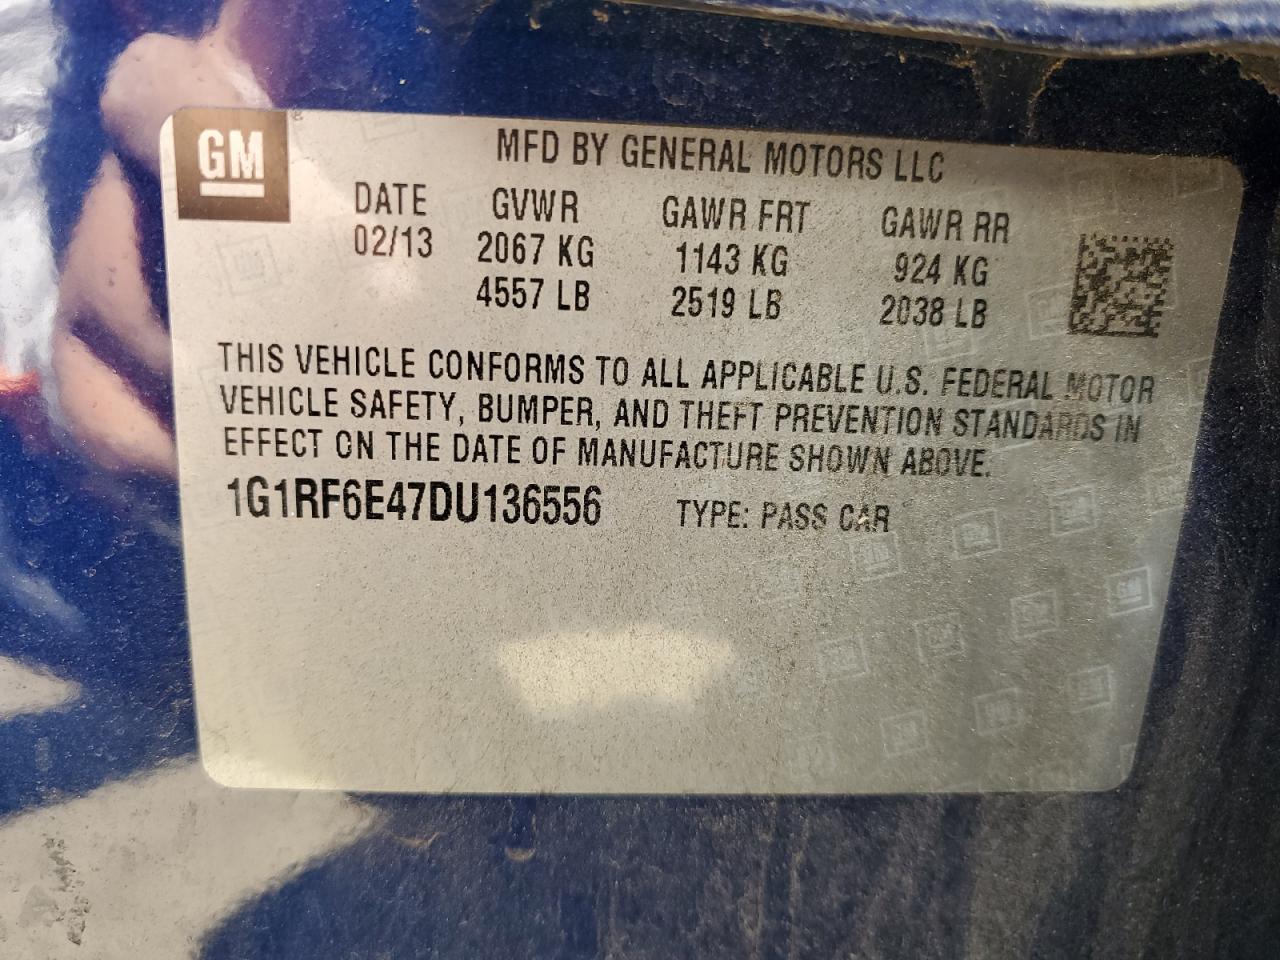 GM
MFD BY GENERAL MOTORS LLC
DATE GVWR GAWR FRT GAWR RR
02/13 2067 KG 1143 KG 924 KG
4557 LB 2519 LB 2038 LB
THIS VEHICLE CONFORMS TO ALL APPLICABLE U.S. FEDERAL MOTOR
VEHICLE SAFETY, BUMPER, AND THEFT PREVENTION STANDARDS IN
EFFECT ON THE DATE OF MANUFACTURE SHOWN ABOVE.
1G1RF6E47DU136556 TYPE: PASS CAR